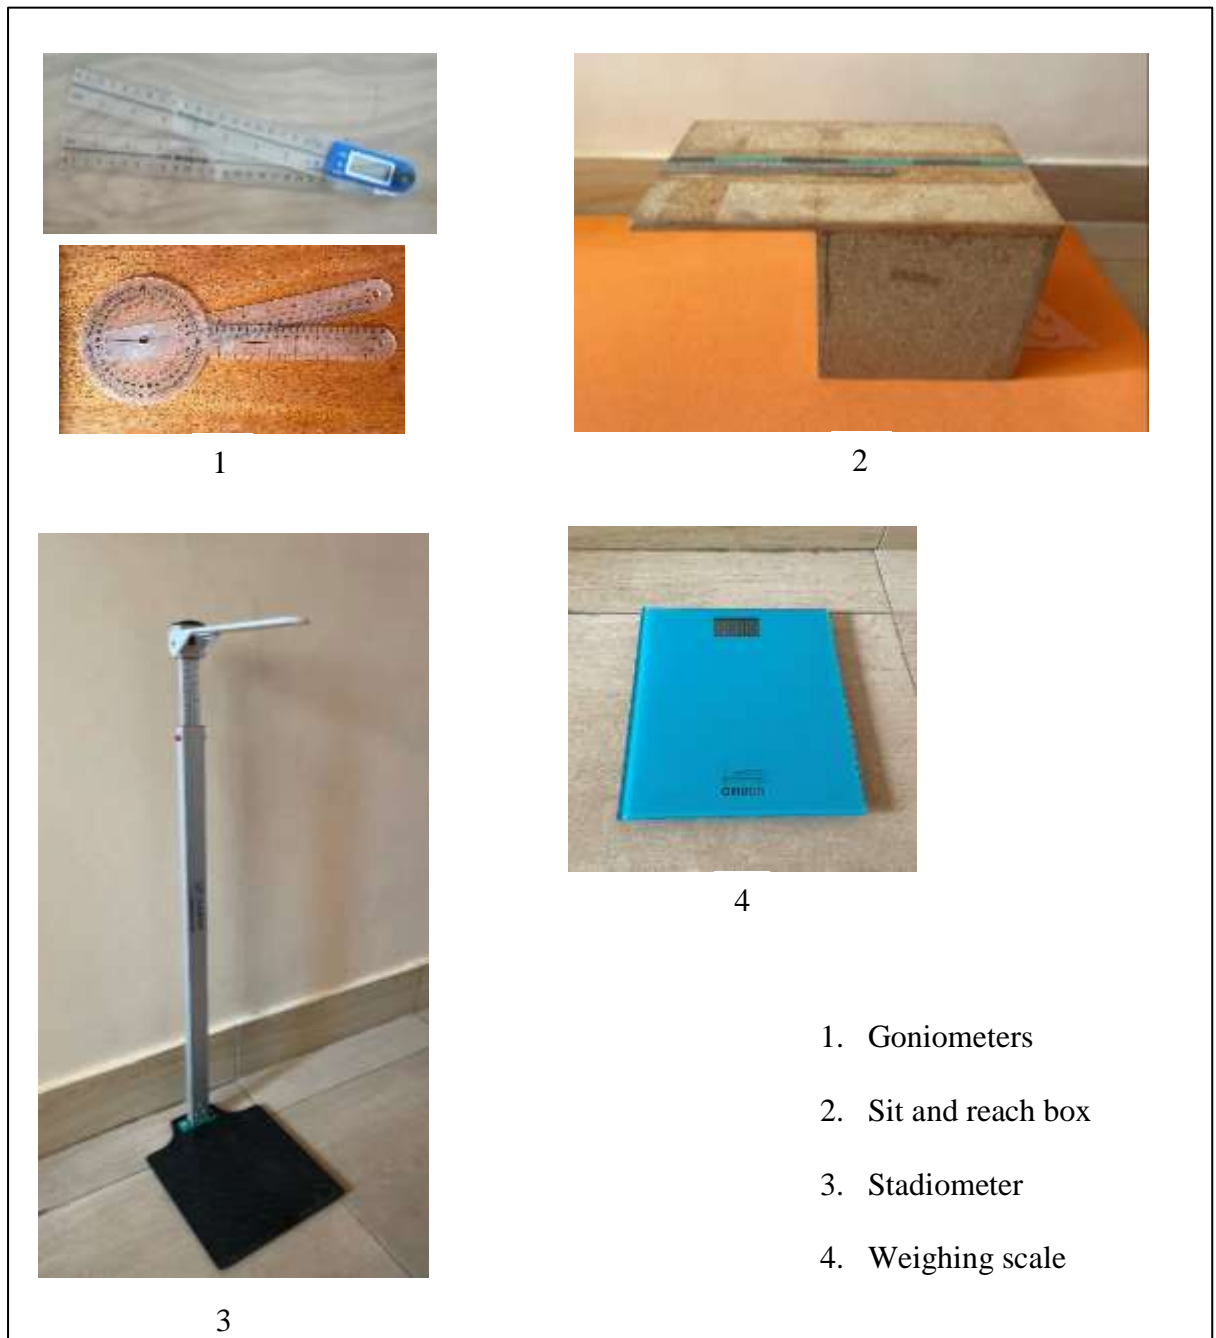 1
2
3
4
1. Goniometers
2. Sit and reach box
3. Stadiometer
4. Weighing scale